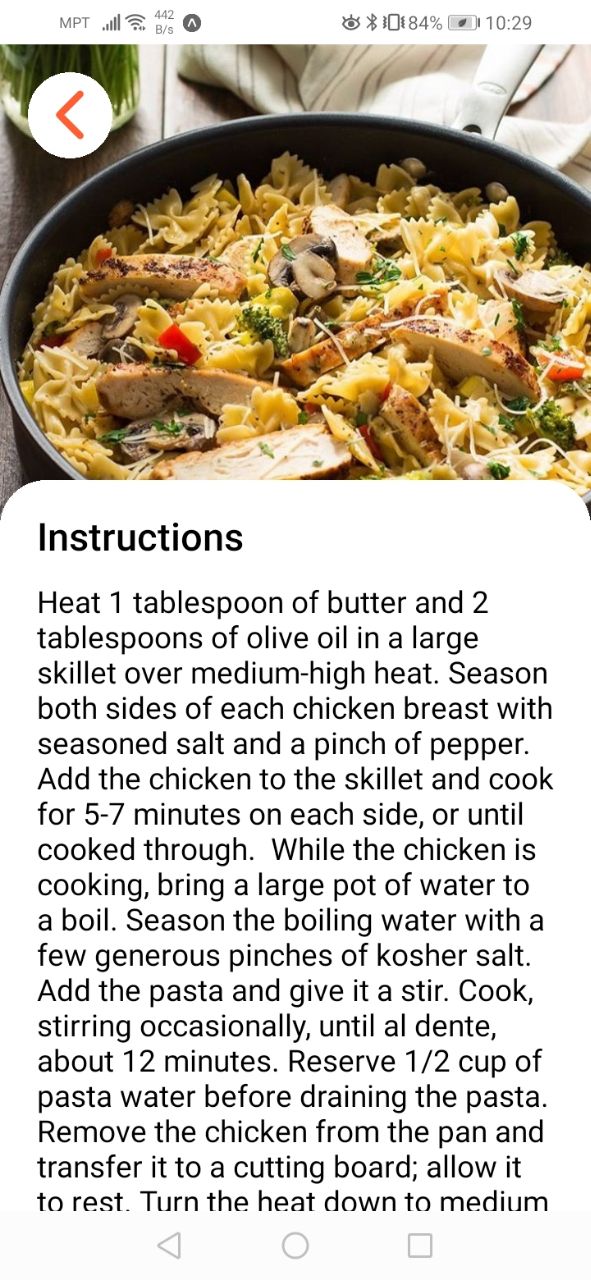 MPT 442 B/s 84% 10:29
Instructions
Heat 1 tablespoon of butter and 2
tablespoons of olive oil in a large
skillet over medium-high heat. Season
both sides of each chicken breast with
seasoned salt and a pinch of pepper.
Add the chicken to the skillet and cook
for 5-7 minutes on each side, or until
cooked through.  While the chicken is
cooking, bring a large pot of water to
a boil. Season the boiling water with a
few generous pinches of kosher salt.
Add the pasta and give it a stir. Cook,
stirring occasionally, until al dente,
about 12 minutes. Reserve 1/2 cup of
pasta water before draining the pasta.
Remove the chicken from the pan and
transfer it to a cutting board; allow it
to rest. Turn the heat down to medium